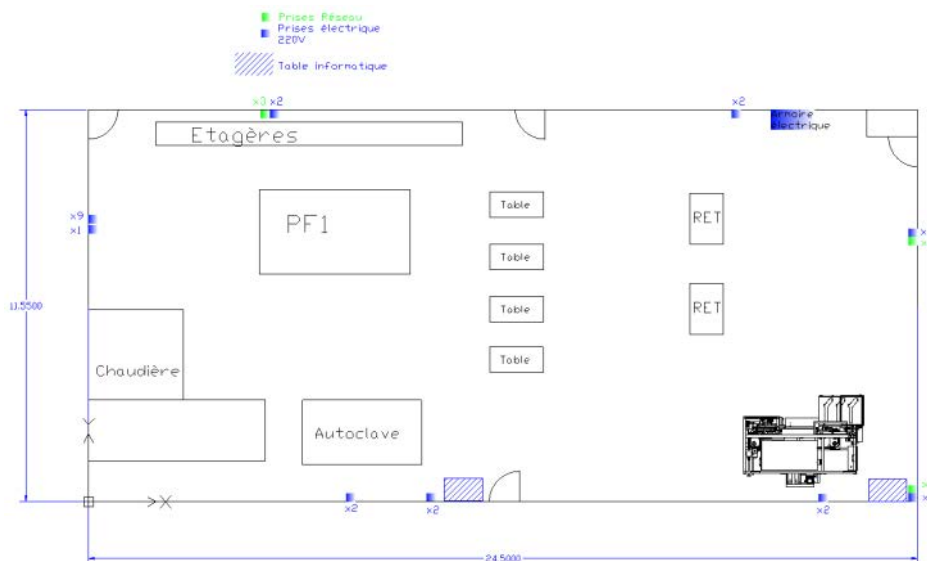 Prises Réseau
Prises électrique
220V
Table Informatique
x3 x2
x2
Armoire
électrique
Etagères
x9
x1
PF1
Table
RET
Table
11.5500
Table
RET
Table
Chaudière
Autoclave
X
x2
x2
x2
24.5000